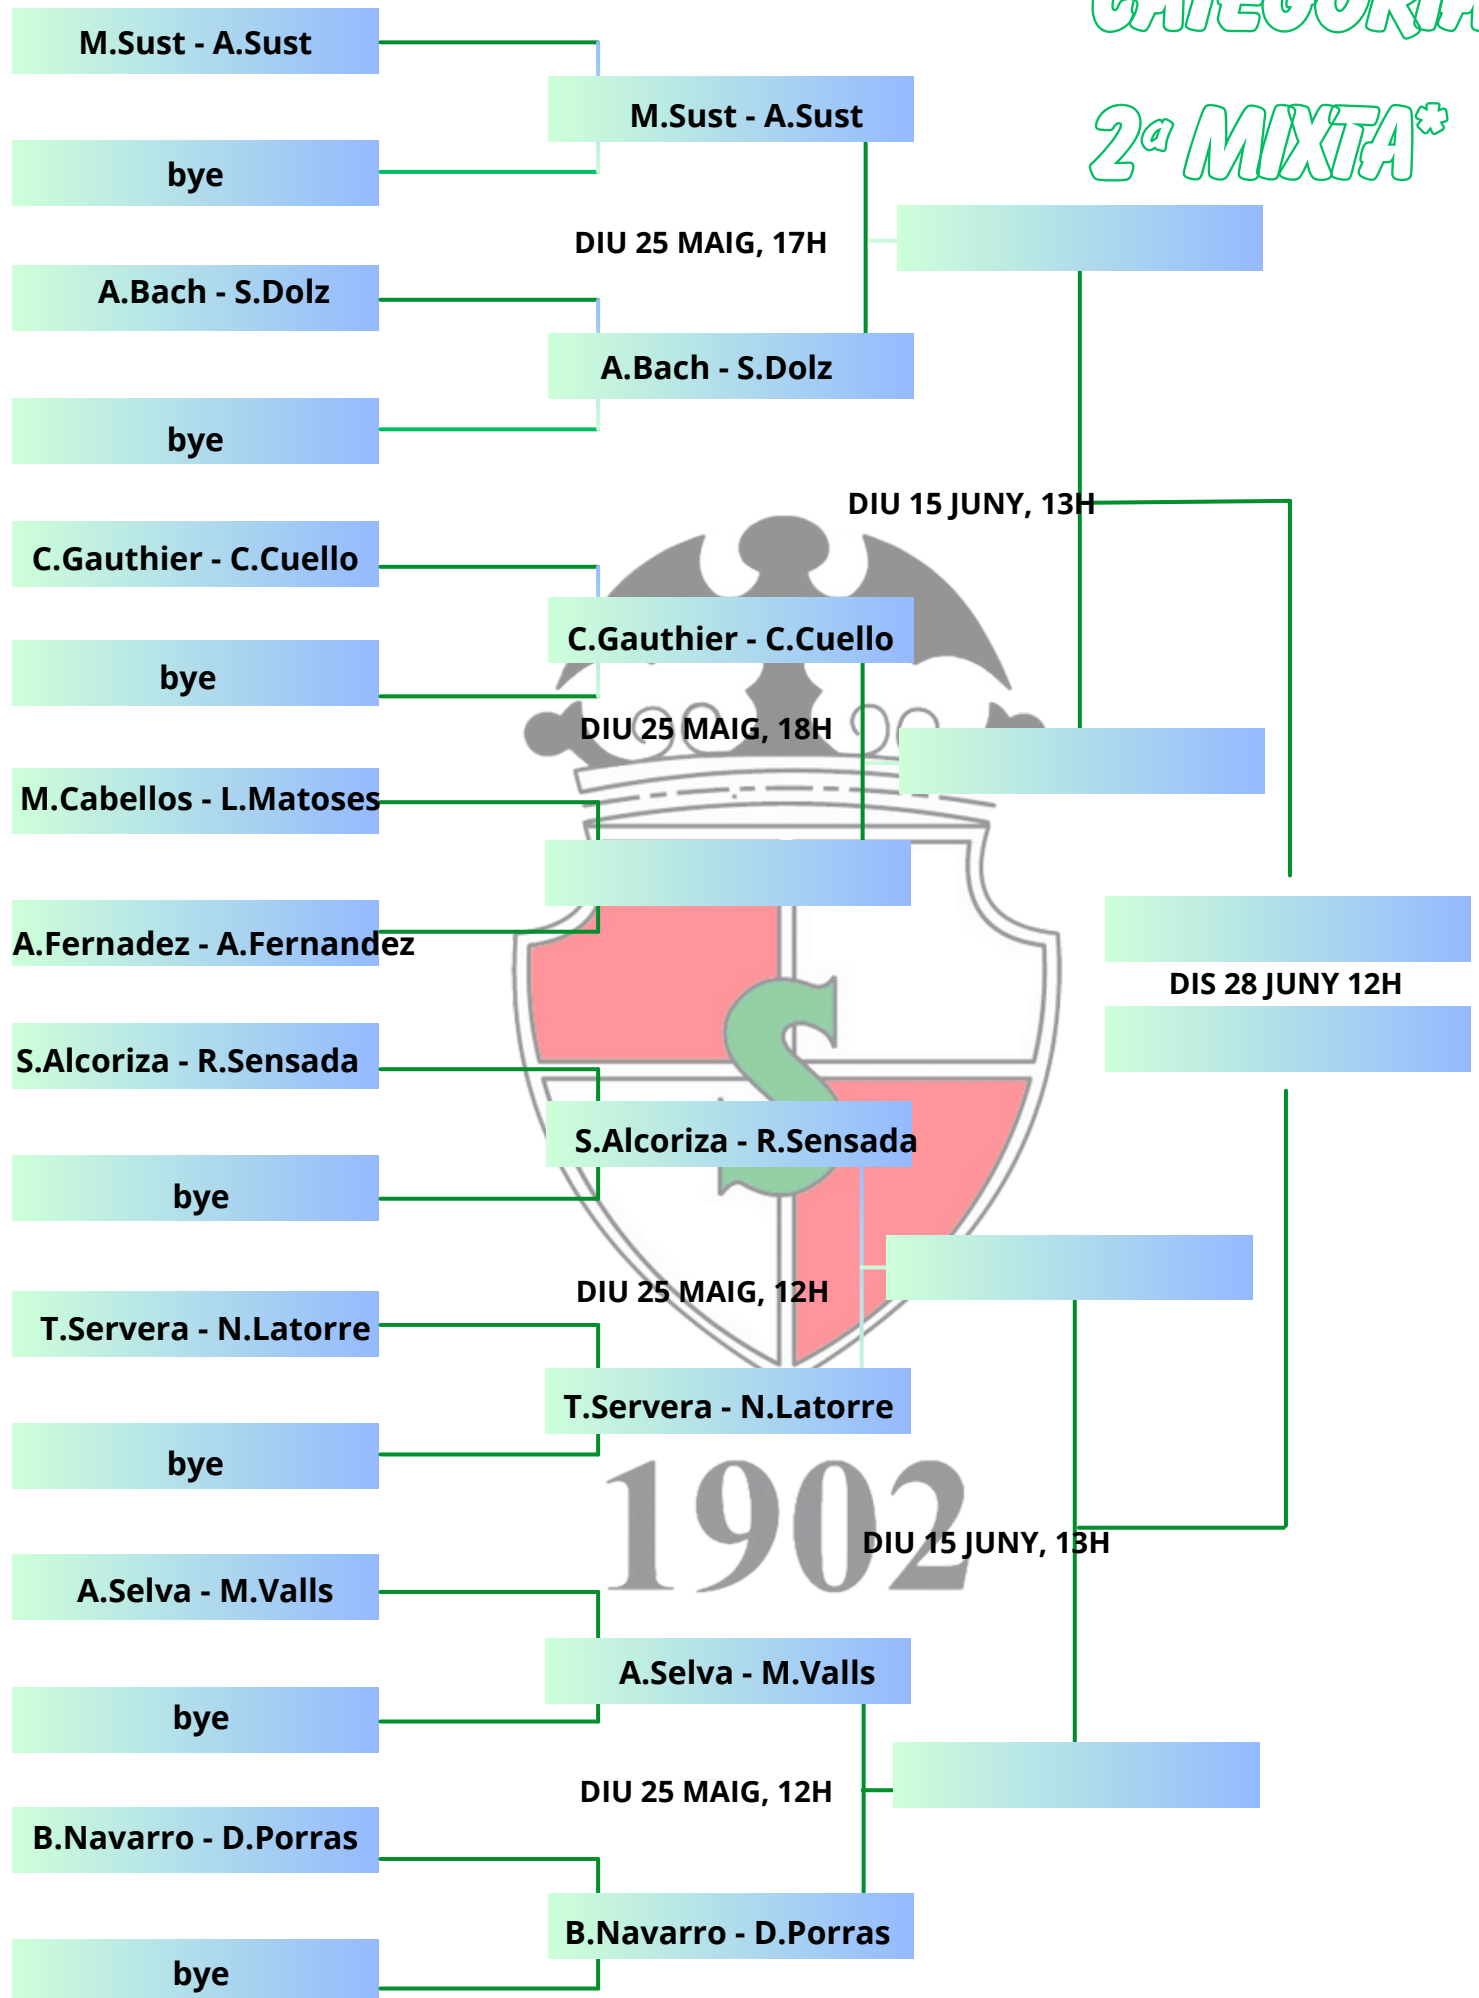 CATEGORIA
2ª MIXTA*
M.Sust - A.Sust
bye
M.Sust - A.Sust
DIU 25 MAIG, 17H
A.Bach - S.Dolz
bye
A.Bach - S.Dolz
DIU 15 JUNY, 13H
C.Gauthier - C.Cuello
bye
C.Gauthier - C.Cuello
DIU 25 MAIG, 18H
M.Cabellos - L.Matoses
A.Fernadez - A.Fernandez
DIS 28 JUNY 12H
S
S.Alcoriza - R.Sensada
bye
S.Alcoriza - R.Sensada
DIU 25 MAIG, 12H
T.Servera - N.Latorre
bye
T.Servera - N.Latorre
1902
DIU 15 JUNY, 13H
A.Selva - M.Valls
bye
A.Selva - M.Valls
DIU 25 MAIG, 12H
B.Navarro - D.Porras
bye
B.Navarro - D.Porras